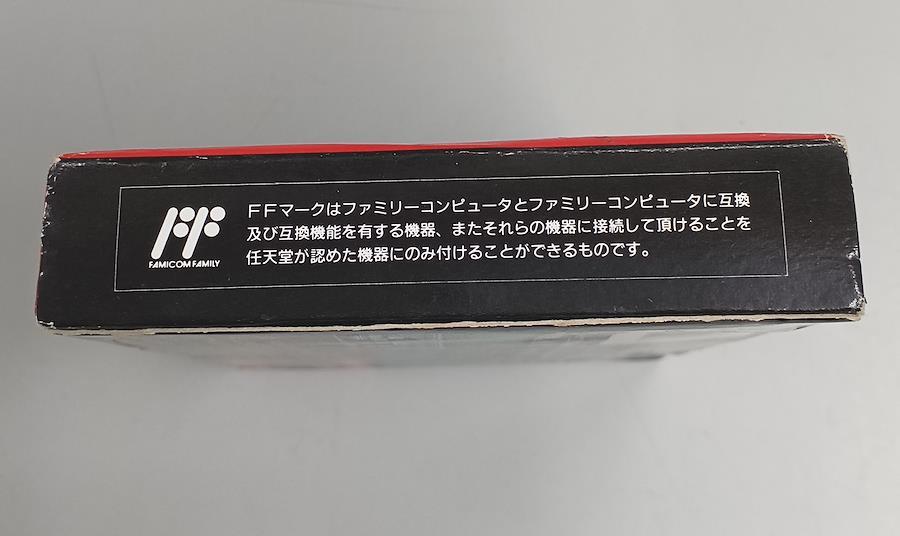 FAMICOM FAMILY
FFマークはファミリーコンピュータとファミリーコンピュータに互換
及び互換機能を有する機器、またそれらの機器に接続して頂けることを
任天堂が認めた機器にのみ付けることができるものです。